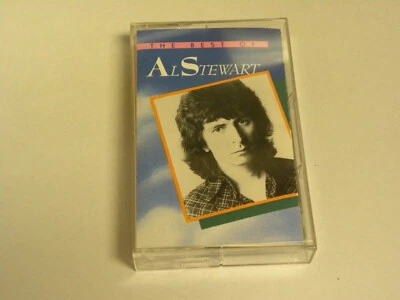 THE BEST OF
AL STEWART